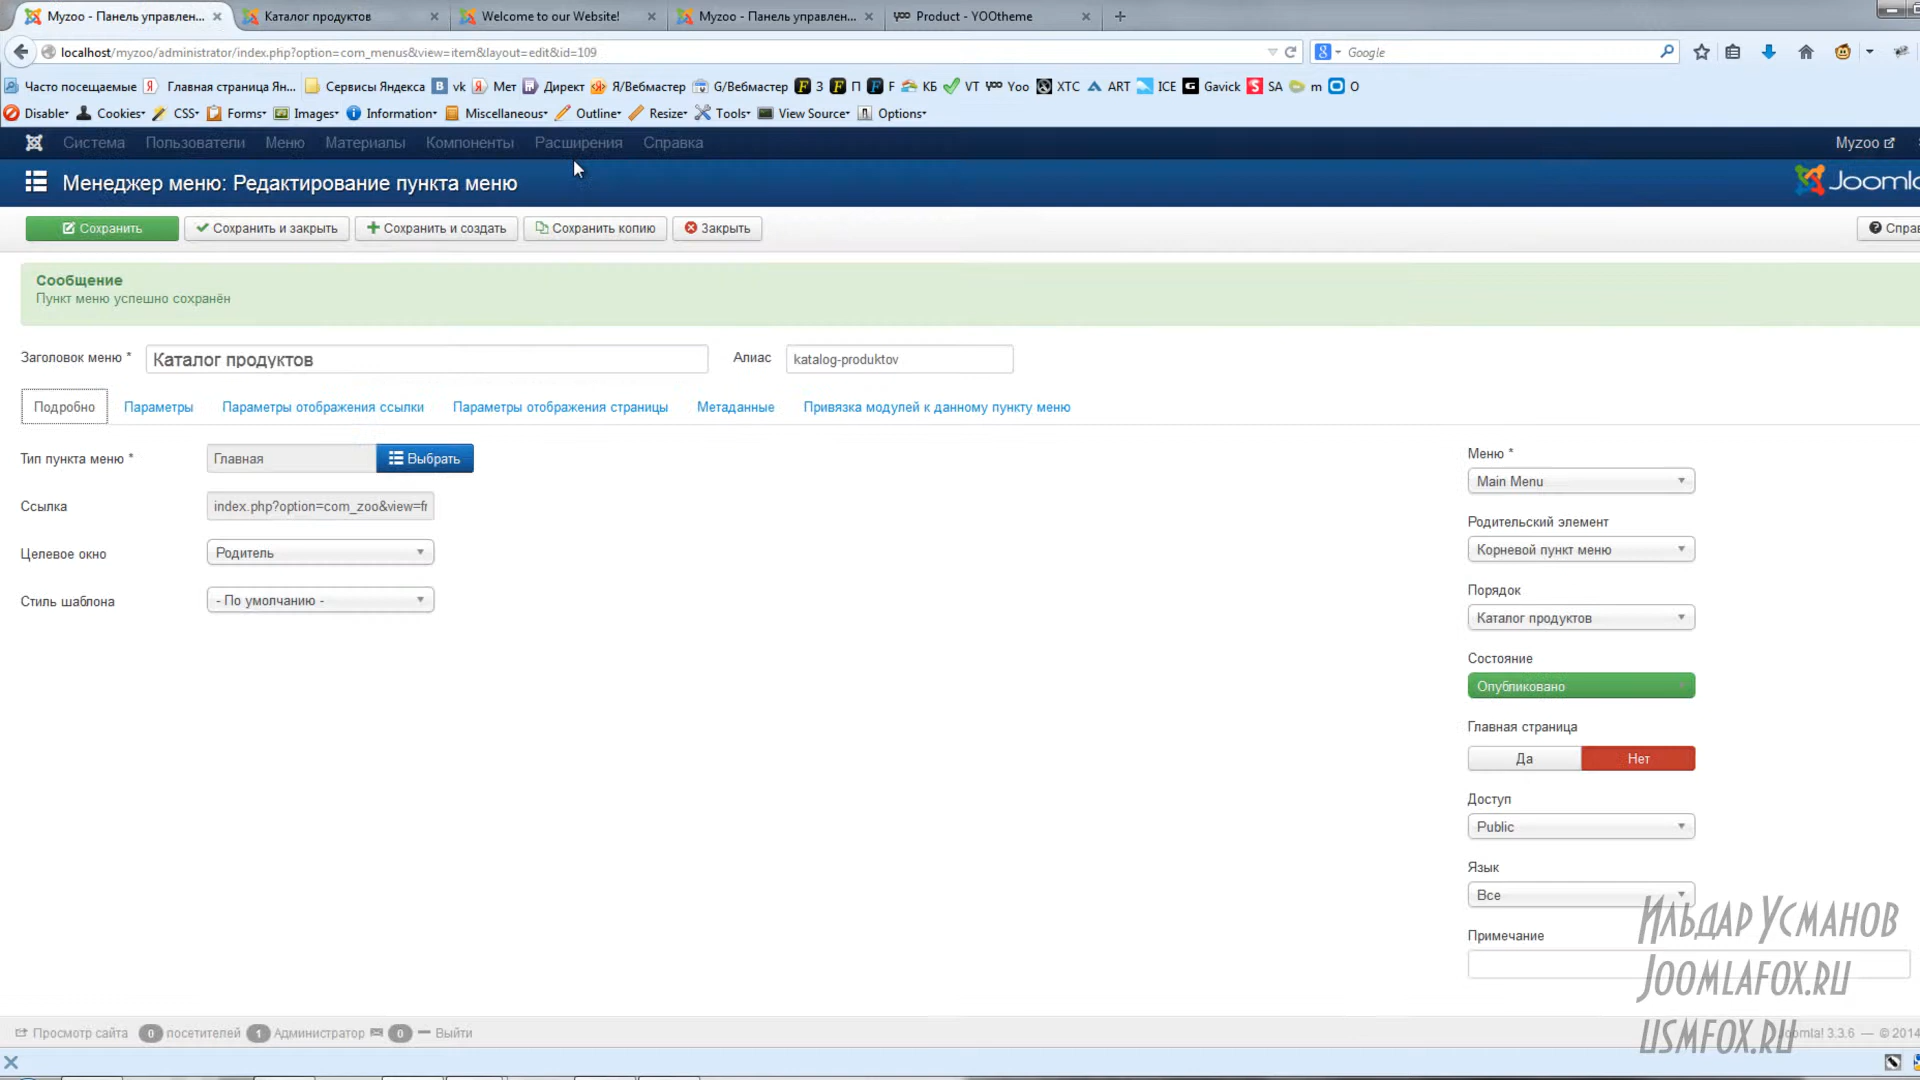 Myzoo - Панель управлен...
Каталог продуктов
Welcome to our Website!
Myzoo - Панель управлен...
Product - YOOtheme
localhost/myzoo/administrator/index.php?option=com_menus&view=item&layout=edit&id=109
Google
Часто посещаемые
Главная страница Ян...
Сервисы Яндекса
vk
Мет
Директ
Я/Вебмастер
G/Вебмастер
З
П
F
КБ
VT
Yoo
XTC
ART
ICE
Gavick
SA
m
O
Disable
Cookies
CSS
Forms
Images
Information
Miscellaneous
Outline
Resize
Tools
View Source
Options
Система
Пользователи
Меню
Материалы
Компоненты
Расширения
Справка
Myzoo
Менеджер меню: Редактирование пункта меню
Сохранить
Сохранить и закрыть
Сохранить и создать
Сохранить копию
Закрыть
Сообщение
Пункт меню успешно сохранён
Заголовок меню *
Каталог продуктов
Алиас
katalog-produktov
Подробно
Параметры
Параметры отображения ссылки
Параметры отображения страницы
Метаданные
Привязка модулей к данному пункту меню
Тип пункта меню *
Главная
Выбрать
Ссылка
index.php?option=com_zoo&view=fr
Целевое окно
Родитель
Стиль шаблона
- По умолчанию -
Меню *
Main Menu
Родительский элемент
Корневой пункт меню
Порядок
Каталог продуктов
Состояние
Опубликовано
Главная страница
Да
Нет
Доступ
Public
Язык
Все
Примечание
Ильдар Усманов
Joomlafox.ru
usmfox.ru
Просмотр сайта
0 посетителей
1 Администратор
0
Выйти
Joomla! 3.3.6 — © 2014